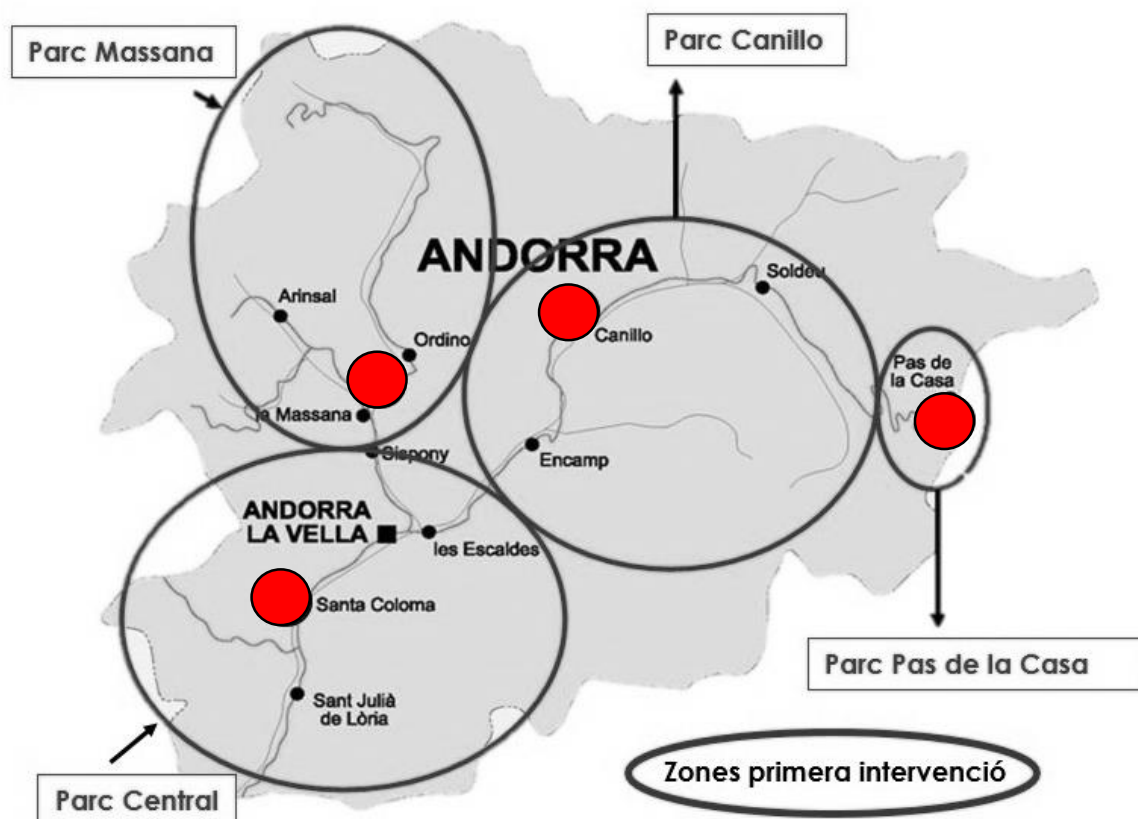 Parc Massana
Parc Canillo
ANDORRA
Soldeu
Arinsal
Canillo
Ordino
Pas de
la Casa
la Massana
Sispony
Encamp
ANDORRA
LA VELLA
les Escaldes
Santa Coloma
Parc Pas de la Casa
Sant Julià
de Lòria
Zones primera intervenció
Parc Central